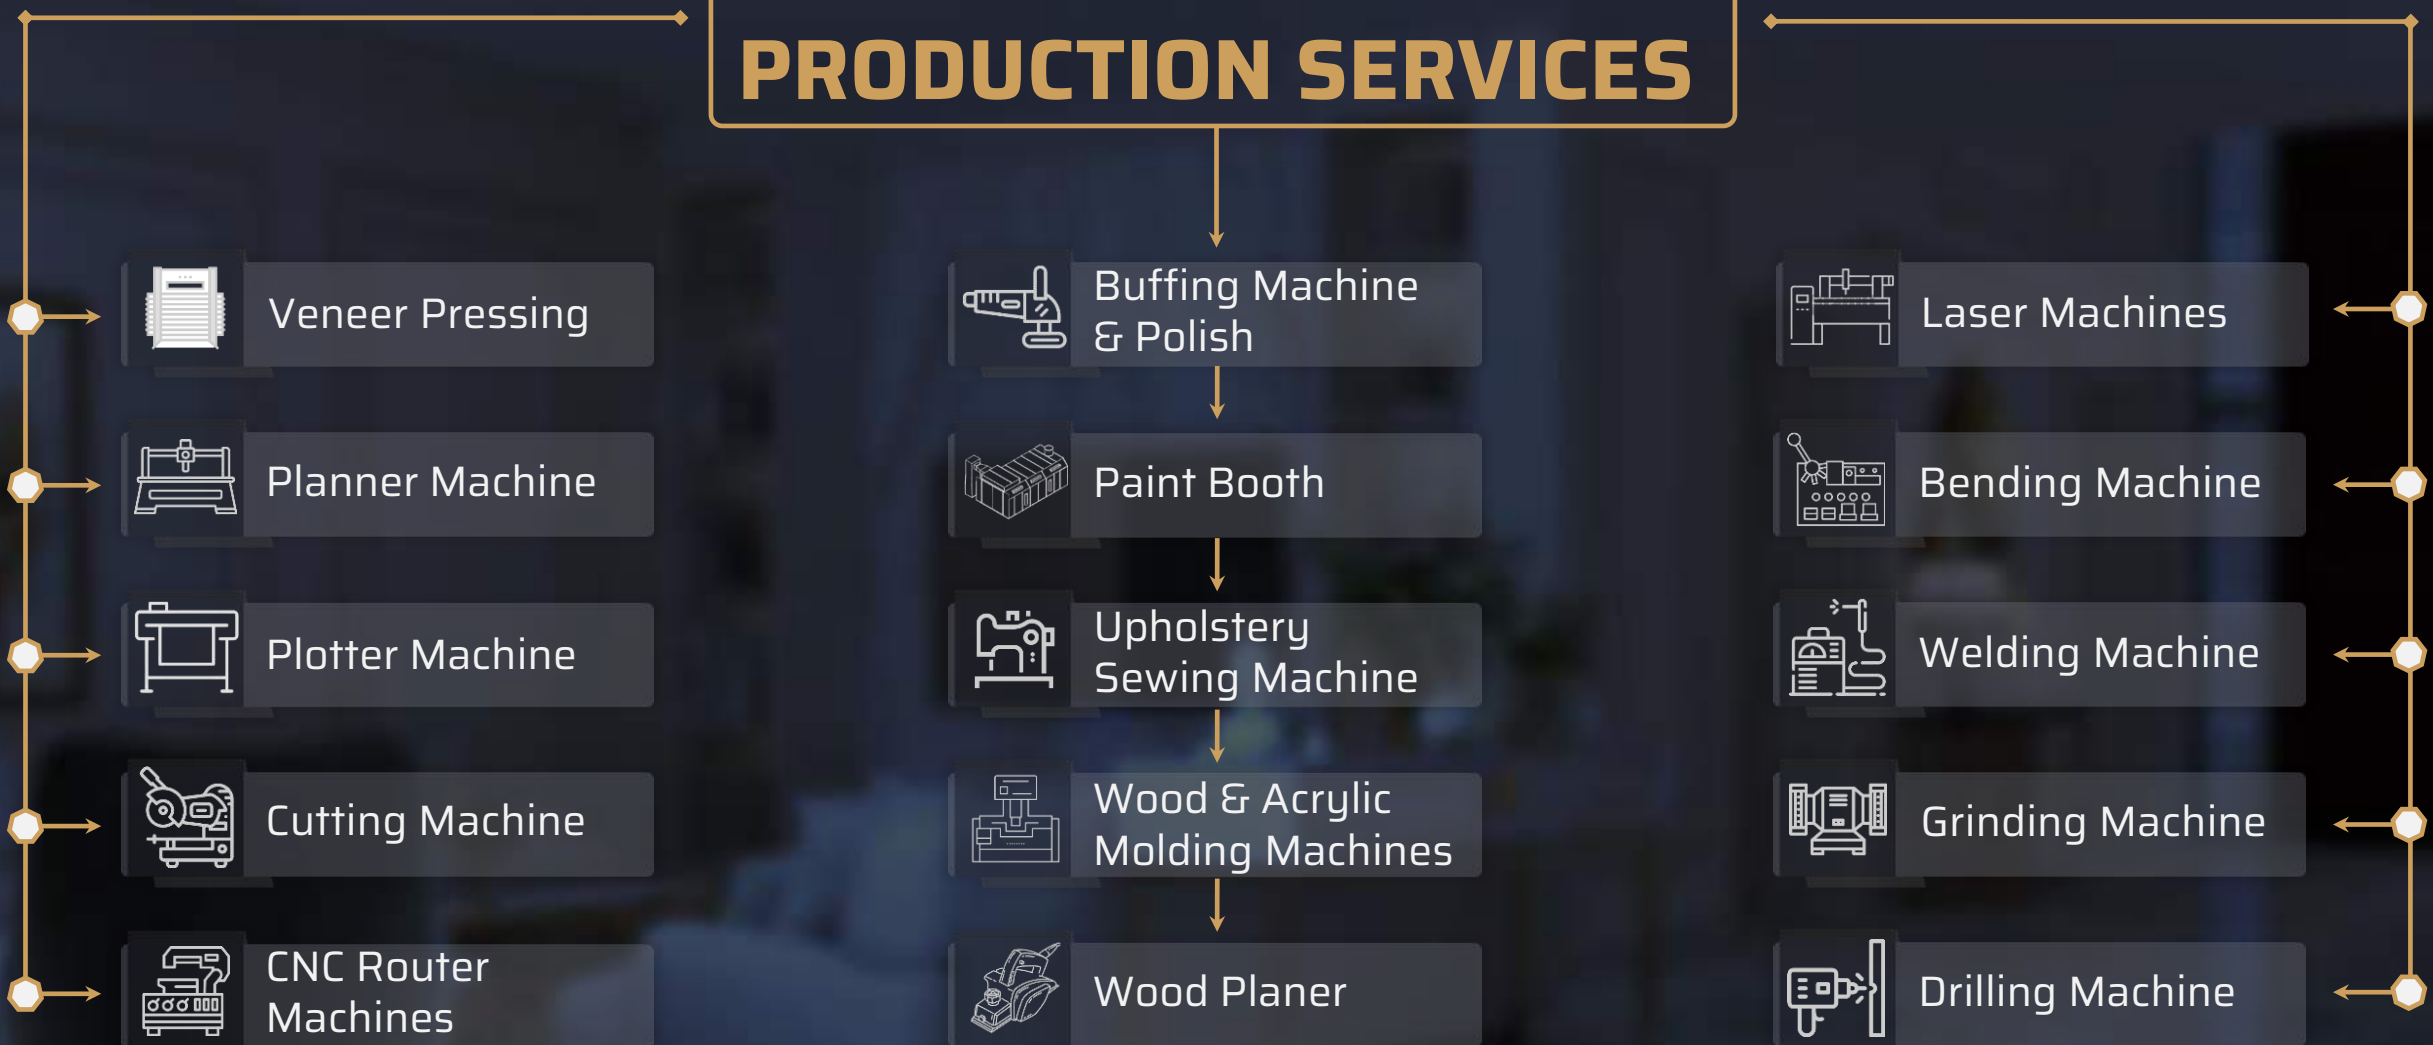 PRODUCTION SERVICES
Veneer Pressing
Planner Machine
Plotter Machine
Cutting Machine
CNC Router
Machines
Buffing Machine
& Polish
Paint Booth
Upholstery
Sewing Machine
Wood & Acrylic
Molding Machines
Wood Planer
Laser Machines
Bending Machine
Welding Machine
Grinding Machine
Drilling Machine